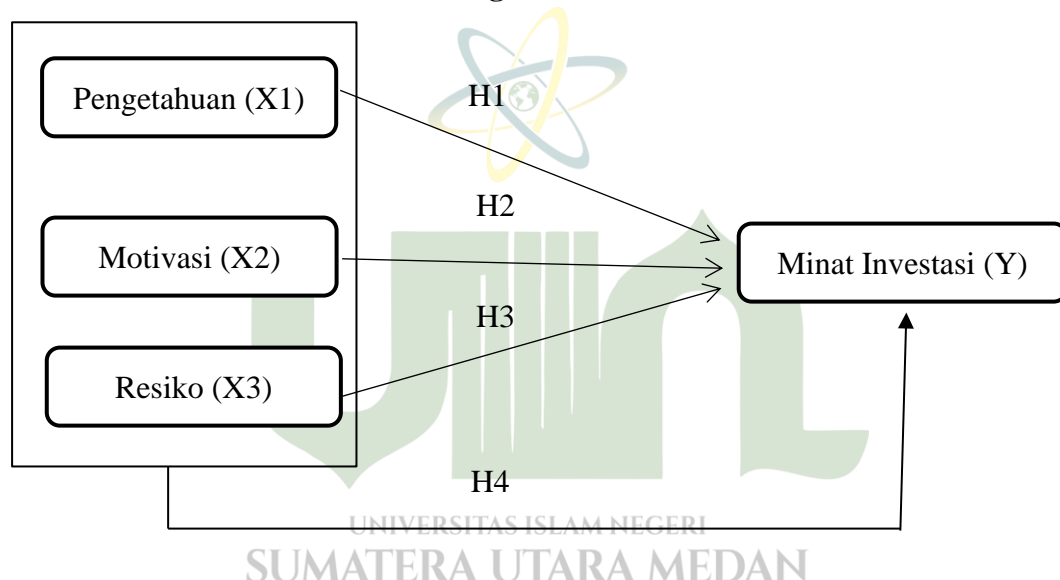 Pengetahuan (X1)
H1
H2
Motivasi (X2)
Minat Investasi (Y)
H3
Resiko (X3)
H4
UNIVERSITAS ISLAM NEGERI
SUMATERA UTARA MEDAN